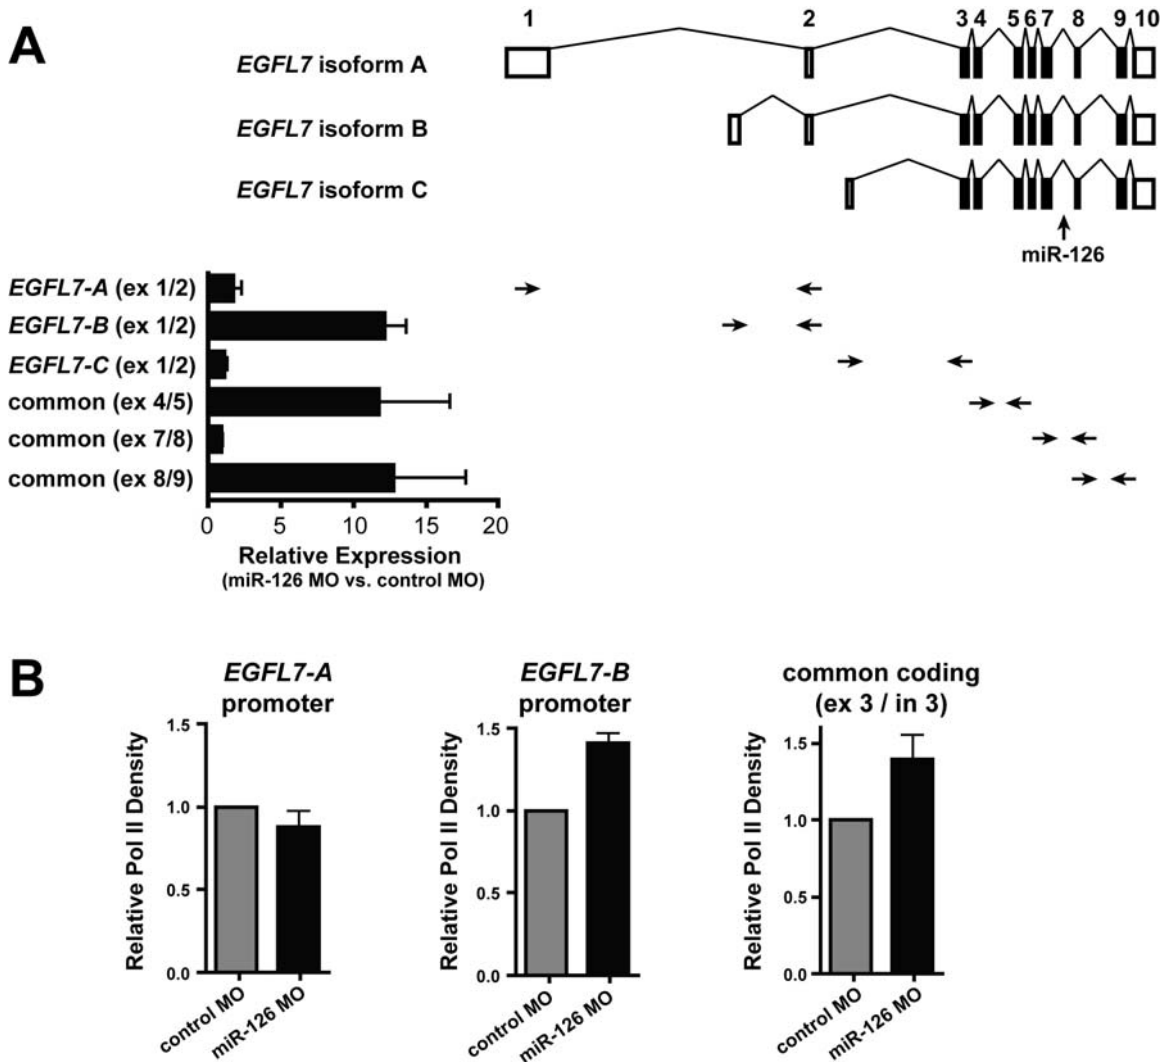 A
1 2 3 4 5 6 7 8 9 10
EGFL7 isoform A
EGFL7 isoform B
EGFL7 isoform C
miR-126
EGFL7-A (ex 1/2)
EGFL7-B (ex 1/2)
EGFL7-C (ex 1/2)
common (ex 4/5)
common (ex 7/8)
common (ex 8/9)
0 5 10 15 20
Relative Expression
(miR-126 MO vs. control MO)
B
EGFL7-A
promoter
Relative Pol II Density
1.5
1.0
0.5
0.0
control MO
miR-126 MO
EGFL7-B
promoter
Relative Pol II Density
1.5
1.0
0.5
0.0
control MO
miR-126 MO
common coding
(ex 3 / in 3)
Relative Pol II Density
1.5
1.0
0.5
0.0
control MO
miR-126 MO